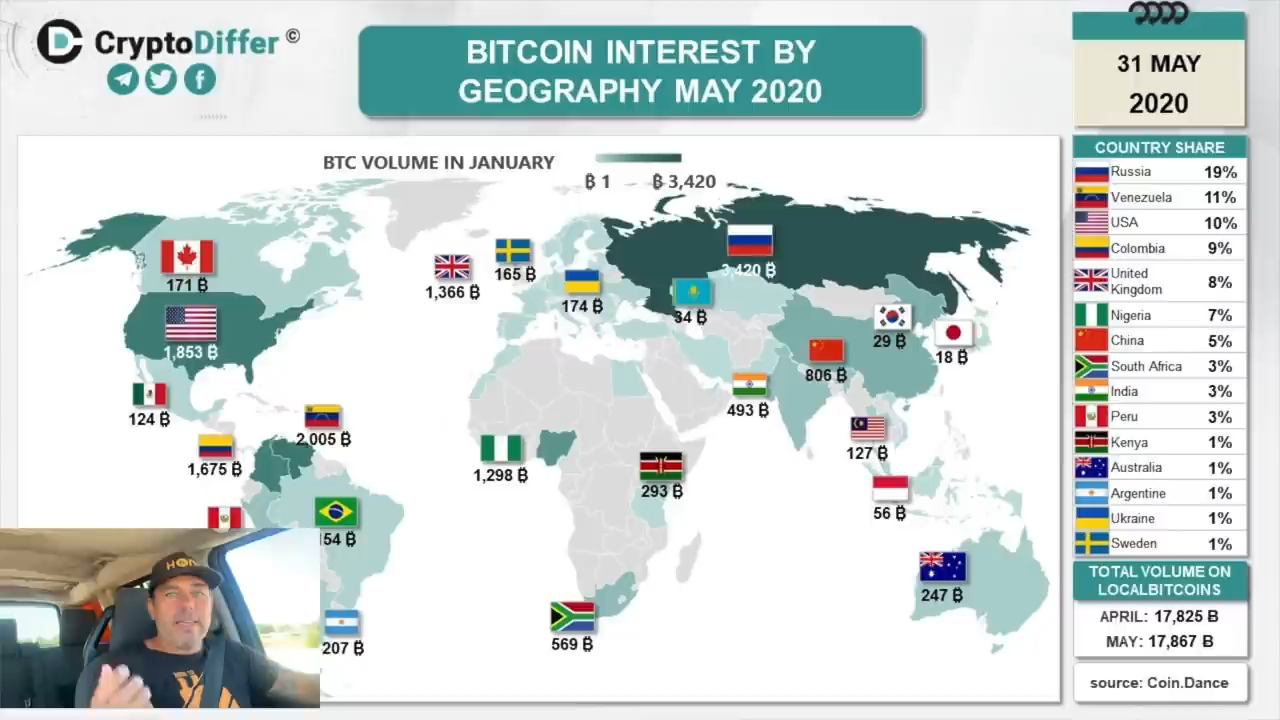 CryptoDiffer ©
BITCOIN INTEREST BY
GEOGRAPHY MAY 2020
31 MAY
2020
BTC VOLUME IN JANUARY
฿ 1
฿ 3,420
171 ฿
1,853 ฿
124 ฿
1,675 ฿
2,005 ฿
154 ฿
207 ฿
1,366 ฿
165 ฿
174 ฿
3,420 ฿
34 ฿
29 ฿
18 ฿
806 ฿
493 ฿
127 ฿
56 ฿
1,298 ฿
293 ฿
569 ฿
247 ฿
COUNTRY SHARE
Russia 19%
Venezuela 11%
USA 10%
Colombia 9%
United
Kingdom 8%
Nigeria 7%
China 5%
South Africa 3%
India 3%
Peru 3%
Kenya 1%
Australia 1%
Argentine 1%
Ukraine 1%
Sweden 1%
TOTAL VOLUME ON
LOCALBITCOINS
APRIL: 17,825 ฿
MAY: 17,867 ฿
source: Coin.Dance